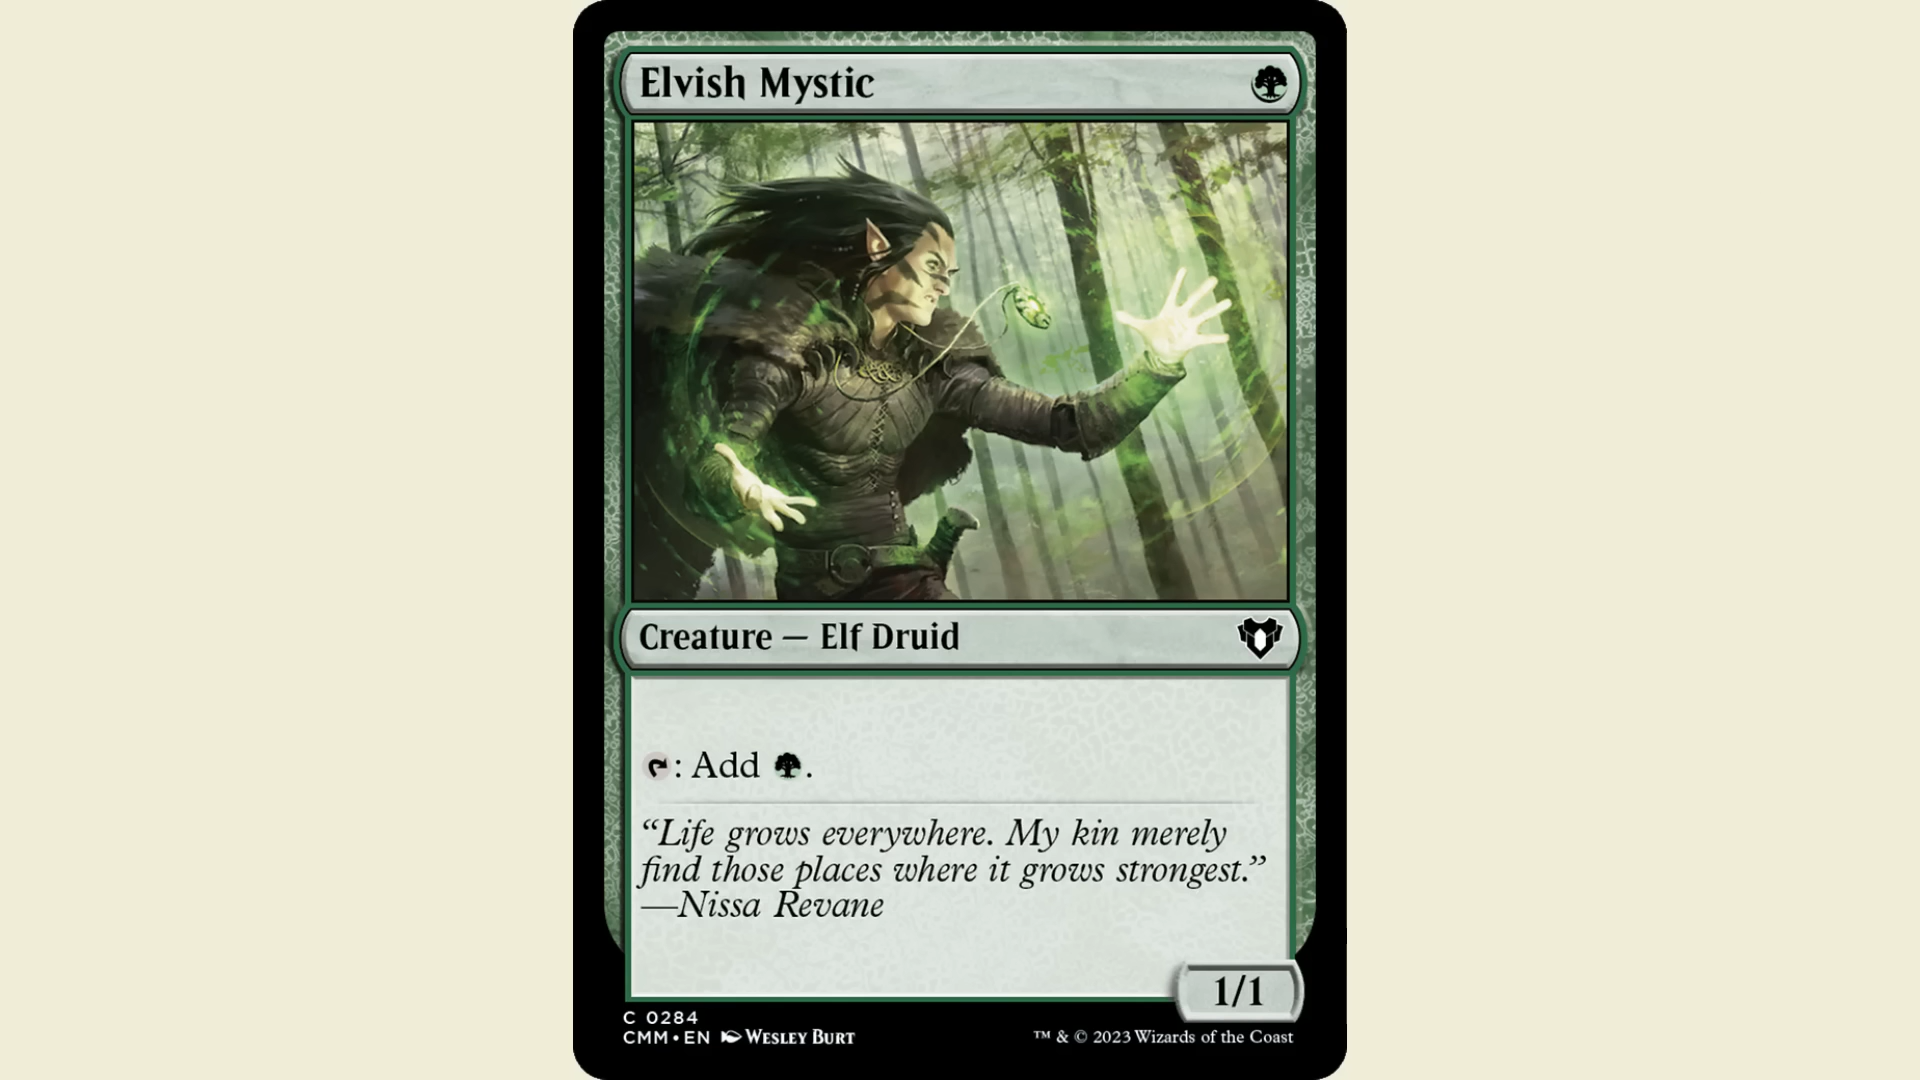 Elvish Mystic
Creature — Elf Druid
: Add .
“Life grows everywhere. My kin merely
find those places where it grows strongest.”
—Nissa Revane
1/1
C 0284
CMM • EN Wesley Burt
™ & © 2023 Wizards of the Coast